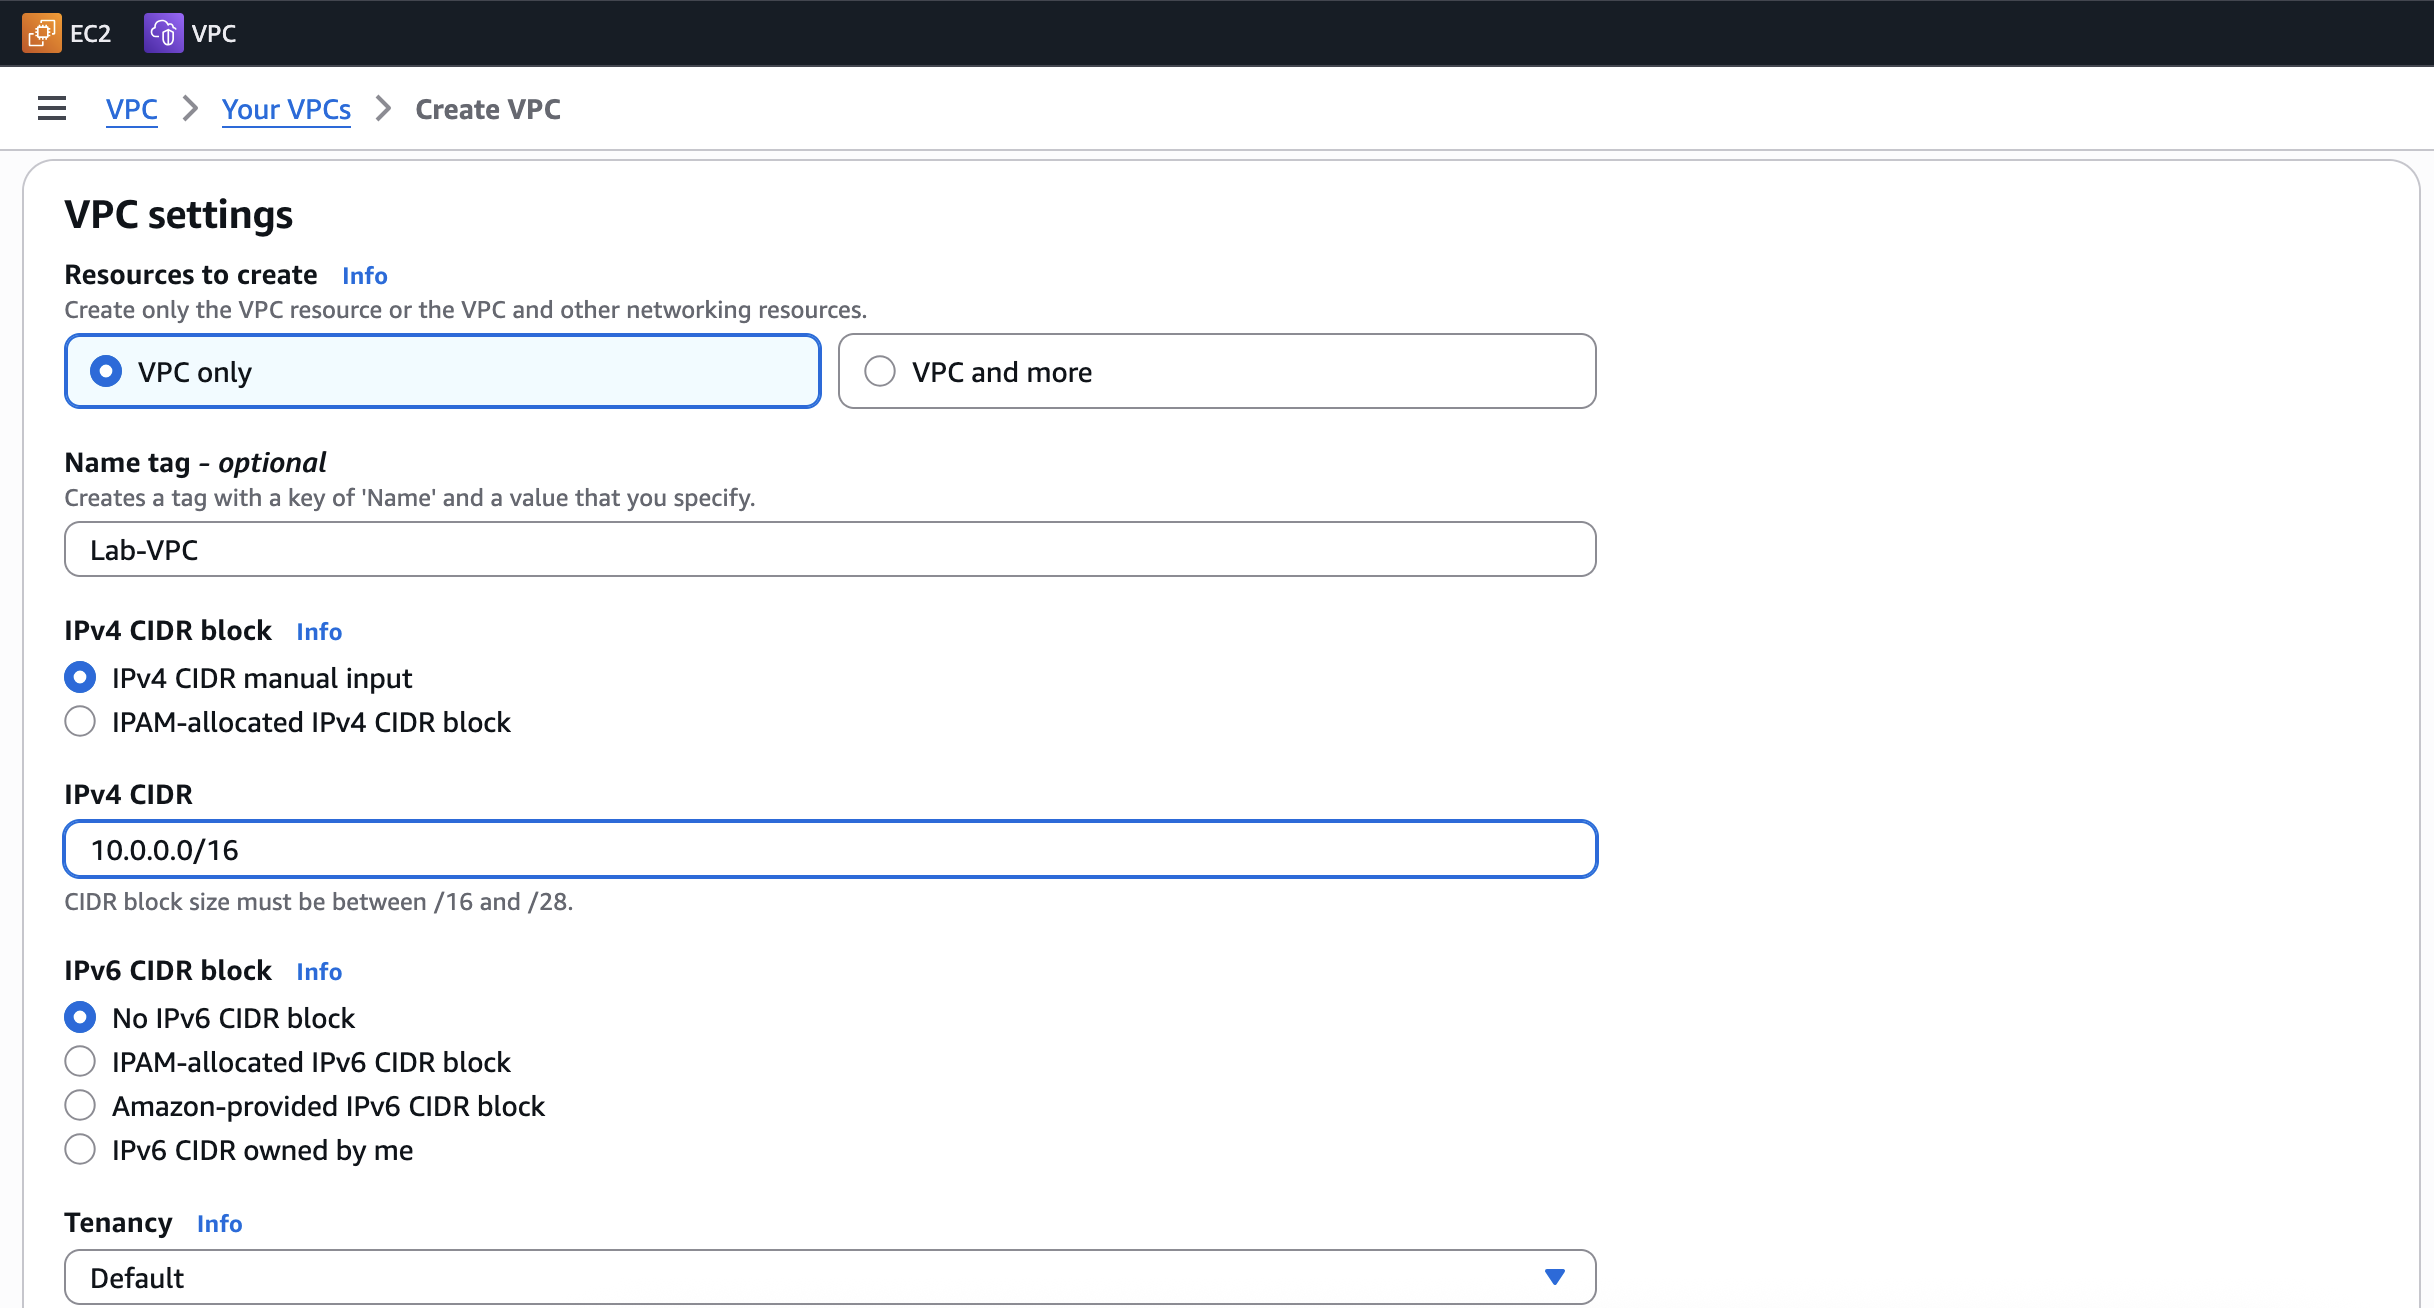 EC2 VPC
VPC > Your VPCs > Create VPC
VPC settings
Resources to create Info
Create only the VPC resource or the VPC and other networking resources.
VPC only VPC and more
Name tag - optional
Creates a tag with a key of 'Name' and a value that you specify.
Lab-VPC
IPv4 CIDR block Info
IPv4 CIDR manual input
IPAM-allocated IPv4 CIDR block
IPv4 CIDR
10.0.0.0/16
CIDR block size must be between /16 and /28.
IPv6 CIDR block Info
No IPv6 CIDR block
IPAM-allocated IPv6 CIDR block
Amazon-provided IPv6 CIDR block
IPv6 CIDR owned by me
Tenancy Info
Default